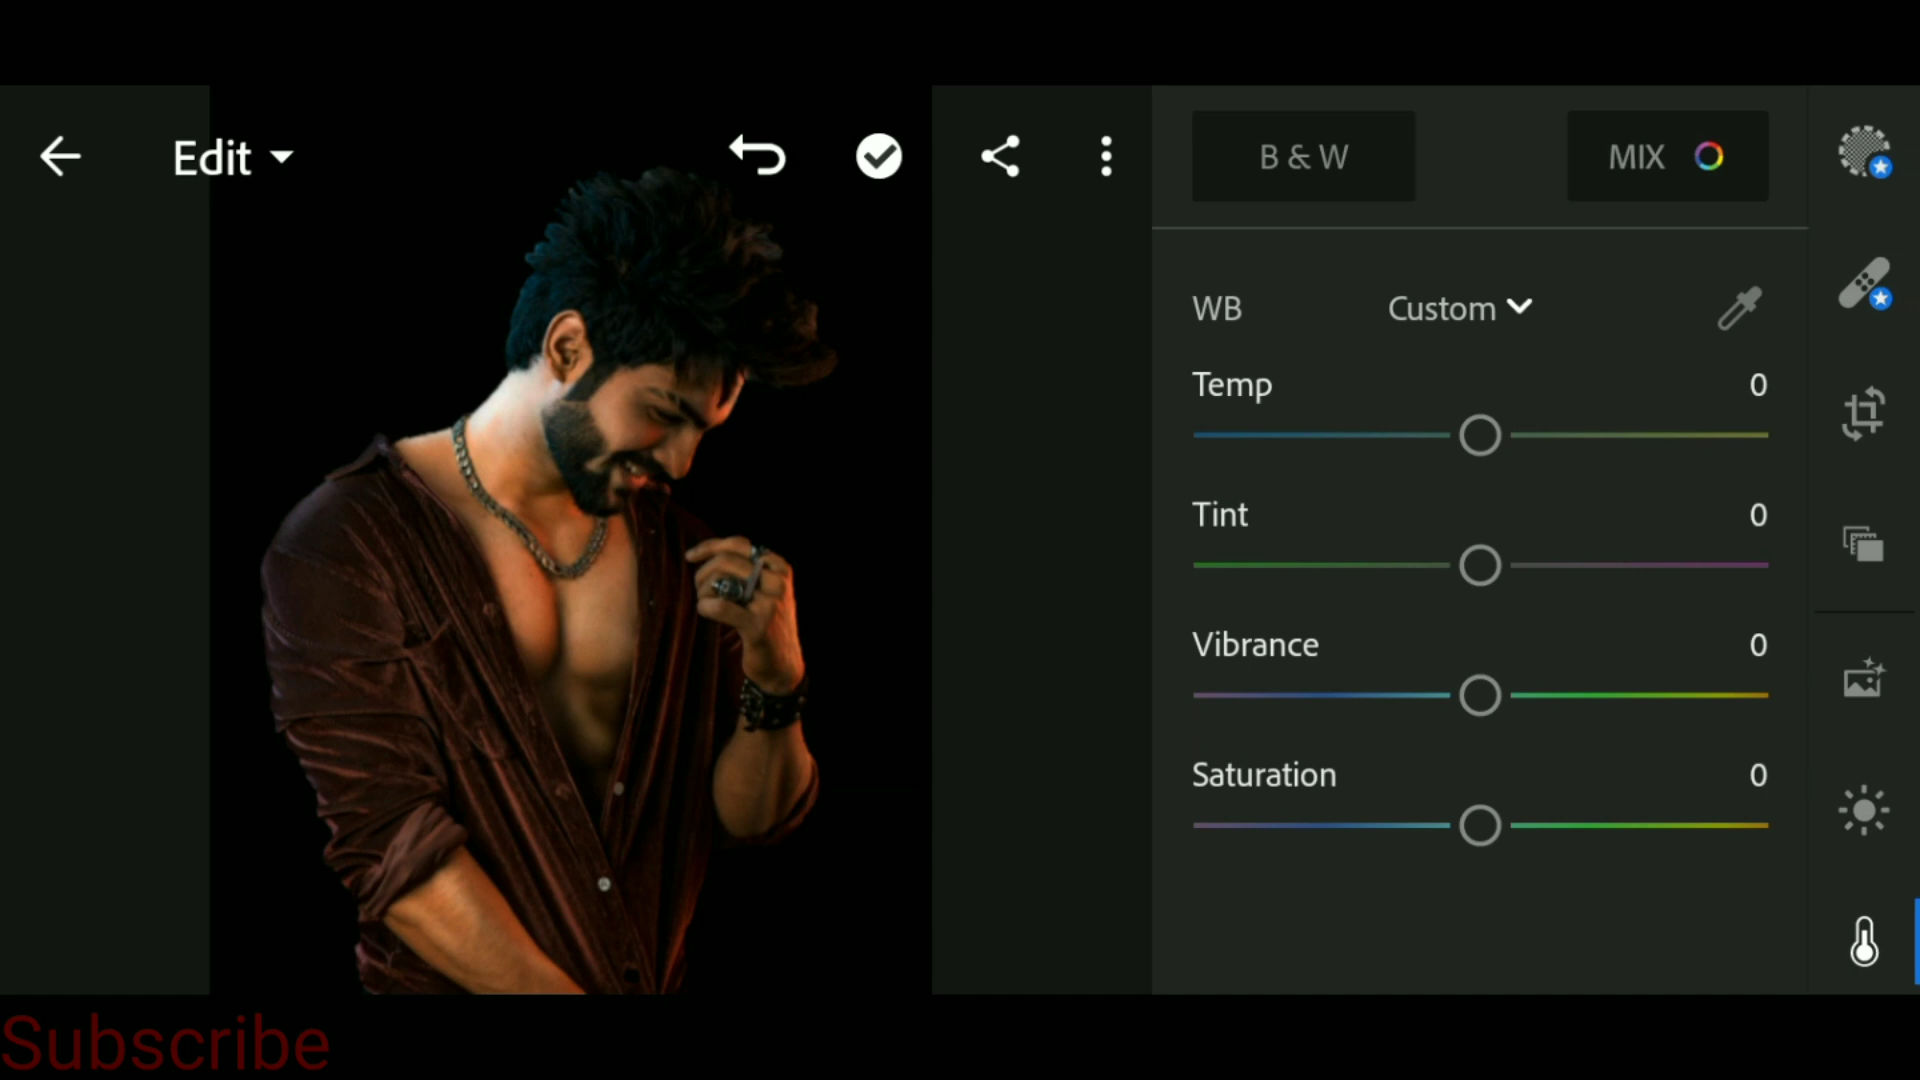 Edit
B & W
MIX
WB
Custom
Temp
0
Tint
0
Vibrance
0
Saturation
0
Subscribe